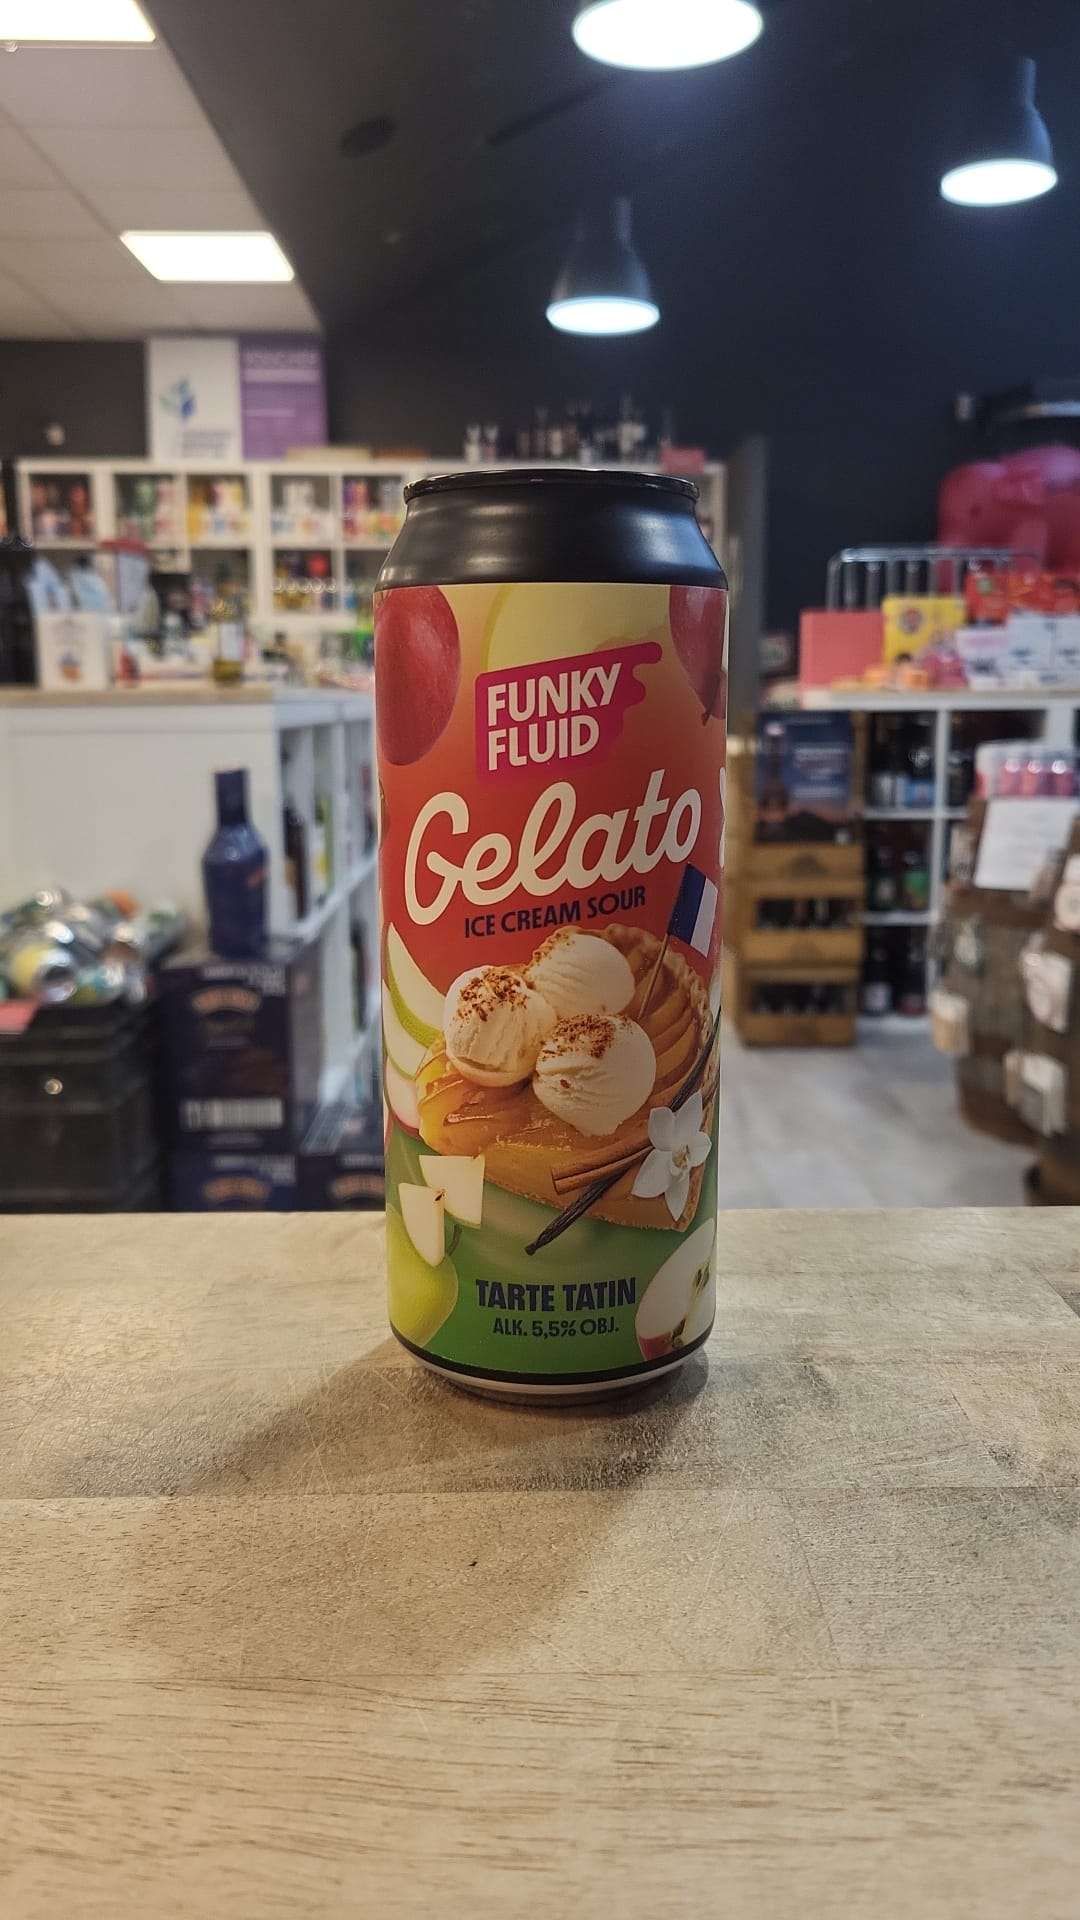 FUNKY
FLUID
Gelato
ICE CREAM SOUR
TARTE TATIN
ALK. 5,5% OBJ.